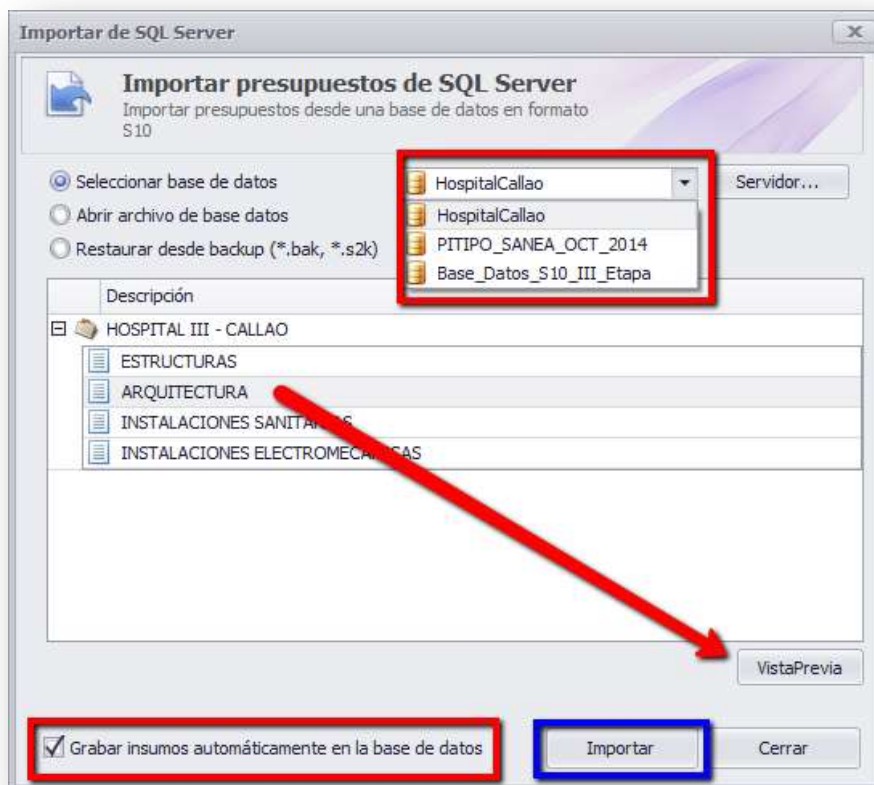 Importar de SQL Server
Importar presupuestos de SQL Server
Importar presupuestos desde una base de datos en formato
S10
Seleccionar base de datos
HospitalCallao
Servidor...
Abrir archivo de base datos
HospitalCallao
Restaurar desde backup (*.bak, *.s2k)
PITIPO_SANEA_OCT_2014
Base_Datos_S10_III_Etapa
Descripción
HOSPITAL III - CALLAO
ESTRUCTURAS
ARQUITECTURA
INSTALACIONES
INSTALACIONES
VistaPrevia
Grabar insumos automáticamente en la base de datos
Importar
Cerrar